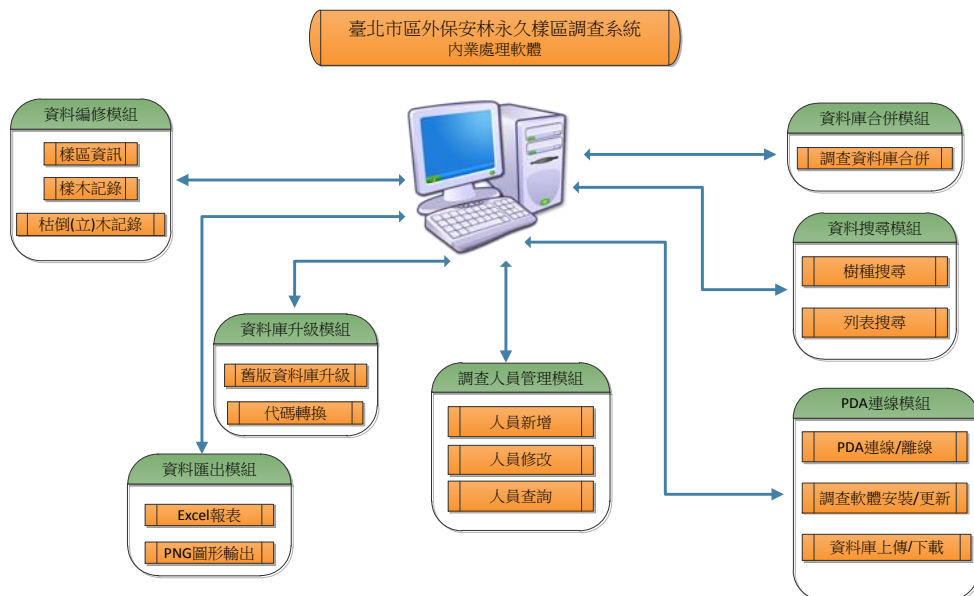 臺北市區外保安林永久樣區調查系統
內業處理軟體
資料編修模組
樣區資訊
樣木記錄
枯倒(立)木記錄
資料庫合併模組
調查資料庫合併
資料搜尋模組
樹種搜尋
列表搜尋
資料庫升級模組
舊版資料庫升級
代碼轉換
調查人員管理模組
人員新增
人員修改
人員查詢
PDA連線模組
PDA連線/離線
調查軟體安裝/更新
資料庫上傳/下載
資料匯出模組
Excel報表
PNG圖形輸出